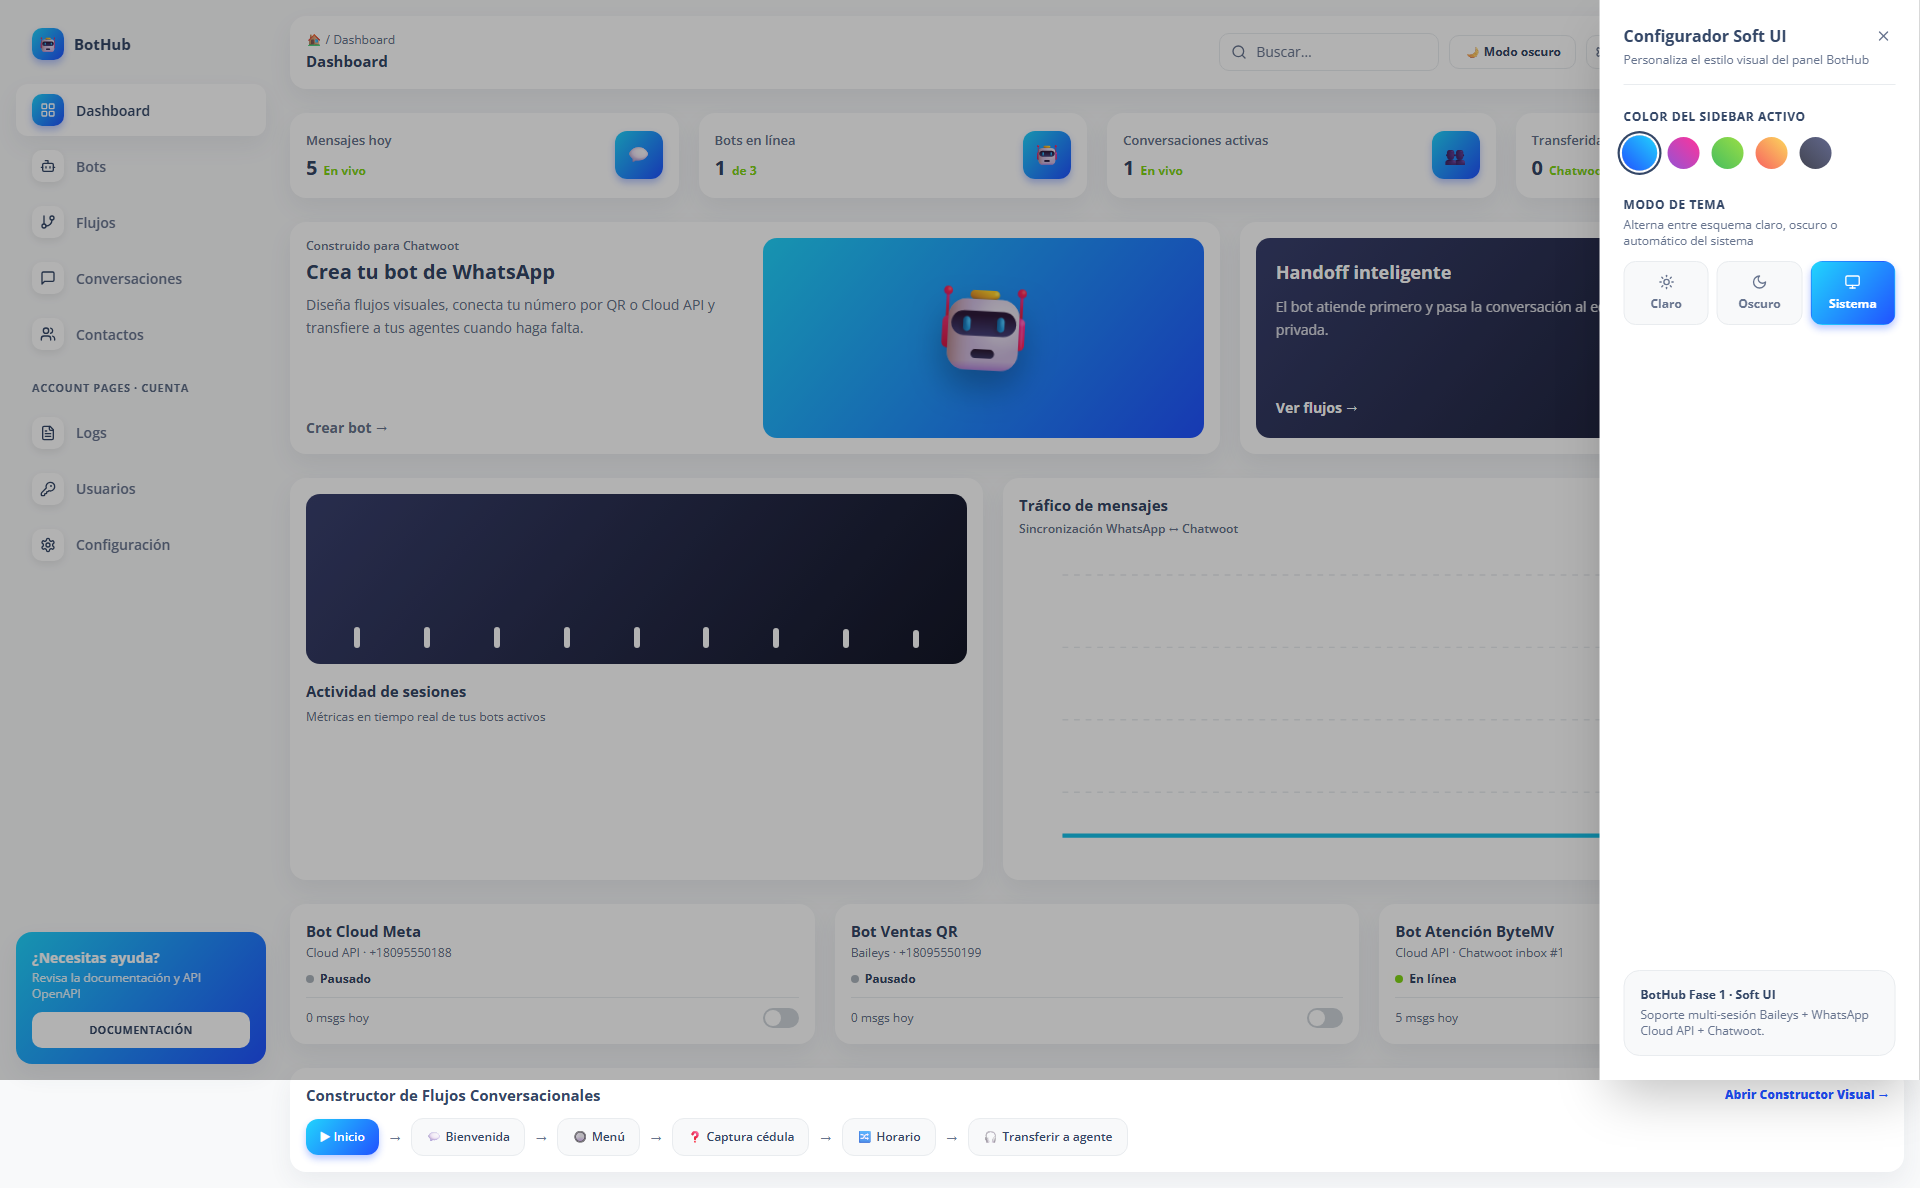 BotHub
Dashboard
Bots
Flujos
Conversaciones
Contactos
ACCOUNT PAGES · CUENTA
Logs
Usuarios
Configuración
¿Necesitas ayuda?
Revisa la documentación y API
OpenAPI
DOCUMENTACIÓN
/ Dashboard
Dashboard
Buscar...
Modo oscuro
Mensajes hoy
5 En vivo
Bots en línea
1 de 3
Conversaciones activas
1 En vivo
Transferida
0 Chatwoo
Construido para Chatwoot
Crea tu bot de WhatsApp
Diseña flujos visuales, conecta tu número por QR o Cloud API y
transfiere a tus agentes cuando haga falta.
Crear bot →
Handoff inteligente
El bot atiende primero y pasa la conversación al e
privada.
Ver flujos →
Actividad de sesiones
Métricas en tiempo real de tus bots activos
Tráfico de mensajes
Sincronización WhatsApp ↔ Chatwoot
Bot Cloud Meta
Cloud API · +18095550188
Pausado
0 msgs hoy
Bot Ventas QR
Baileys · +18095550199
Pausado
0 msgs hoy
Bot Atención ByteMV
Cloud API · Chatwoot inbox #1
En línea
5 msgs hoy
Constructor de Flujos Conversacionales
Abrir Constructor Visual →
Inicio → Bienvenida → Menú → Captura cédula → Horario → Transferir a agente
Configurador Soft UI
Personaliza el estilo visual del panel BotHub
COLOR DEL SIDEBAR ACTIVO
MODO DE TEMA
Alterna entre esquema claro, oscuro o
automático del sistema
Claro
Oscuro
Sistema
BotHub Fase 1 · Soft UI
Soporte multi-sesión Baileys + WhatsApp
Cloud API + Chatwoot.